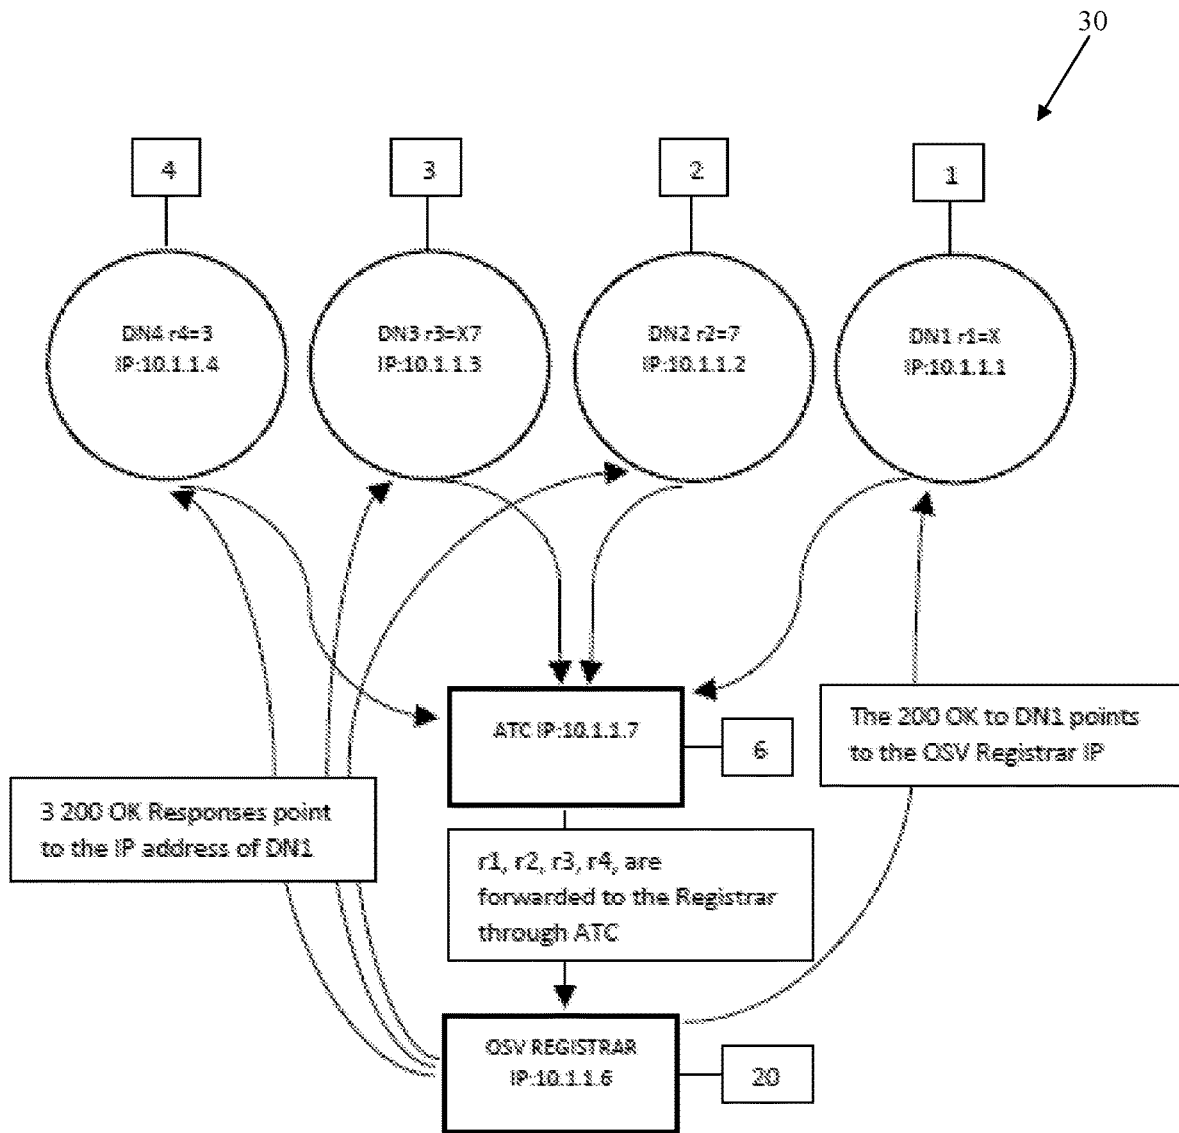 30
4
3
2
1
DN4 r4=3
IP:10.1.1.4
DN3 r3=X7
IP:10.1.1.3
DN2 r2=7
IP:10.1.1.2
DN1 r1=X
IP:10.1.1.1
ATC IP:10.1.1.7
6
The 200 OK to DN1 points
to the OSV Registrar IP
3 200 OK Responses point
to the IP address of DN1
r1, r2, r3, r4, are
forwarded to the Registrar
through ATC
OSV REGISTRAR
IP:10.1.1.6
20